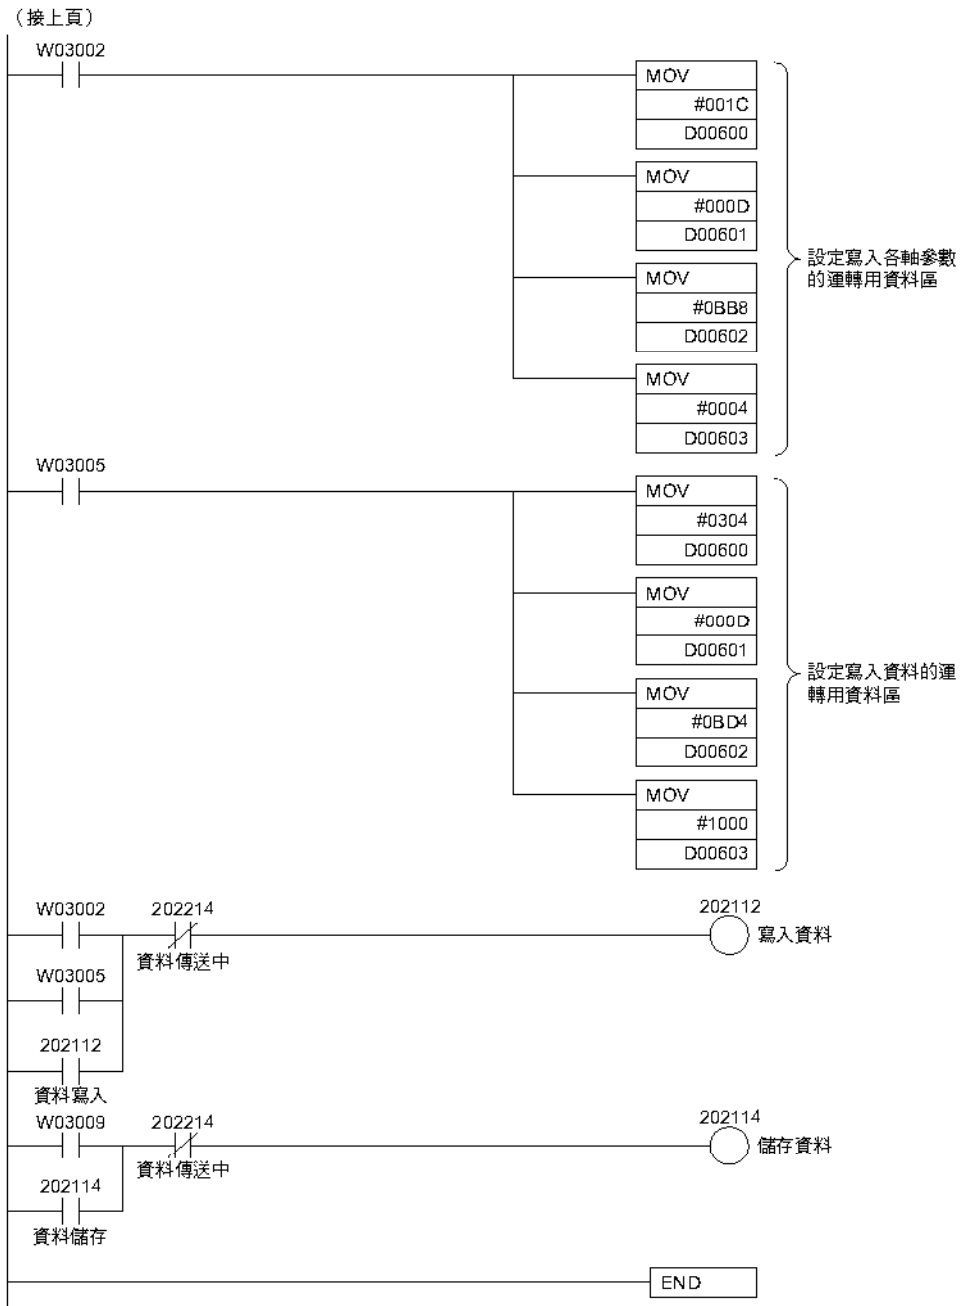 （接上頁）
W03002
MOV
#001C
D00600
MOV
#000D
D00601
MOV
#0BB8
D00602
MOV
#0004
D00603
設定寫入各軸參數
的運轉用資料區
W03005
MOV
#0304
D00600
MOV
#000D
D00601
MOV
#0BD4
D00602
MOV
#1000
D00603
設定寫入資料的運
轉用資料區
W03002 202214 202112
資料傳送中 寫入資料
W03005
202112
資料寫入
W03009 202214 202114
資料傳送中 儲存資料
202114
資料儲存
END